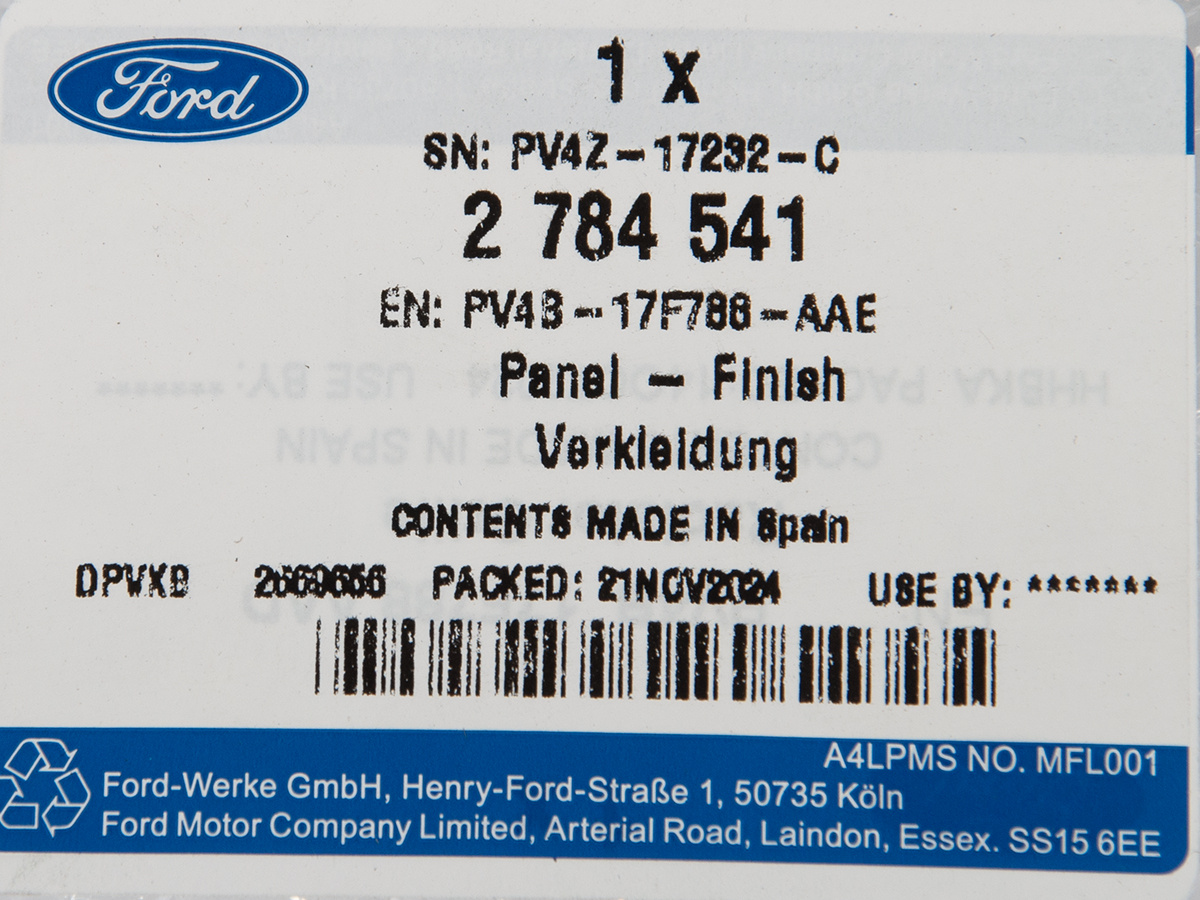 Ford
1 x
SN: PV4Z-17232-C
2 784 541
EN: PV4B-17F788-AAE
Panel - Finish
Verkleidung
CONTENTS MADE IN Spain
DPVXB PACKED: 21NOV2024 USE BY: *******
A4LPMS NO. MFL001
Ford-Werke GmbH, Henry-Ford-Straße 1, 50735 Köln
Ford Motor Company Limited, Arterial Road, Laindon, Essex. SS15 6EE